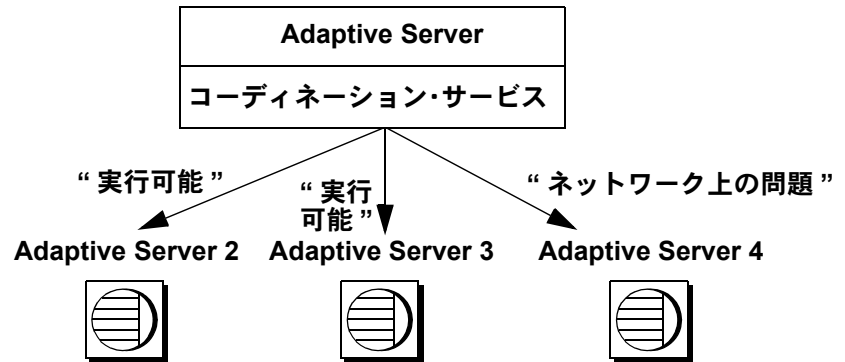 Adaptive Server
コーディネーション･サービス
“ 実行可能 ”
“ 実行
可能 ”
“ ネットワーク上の問題 ”
Adaptive Server 2
Adaptive Server 3
Adaptive Server 4